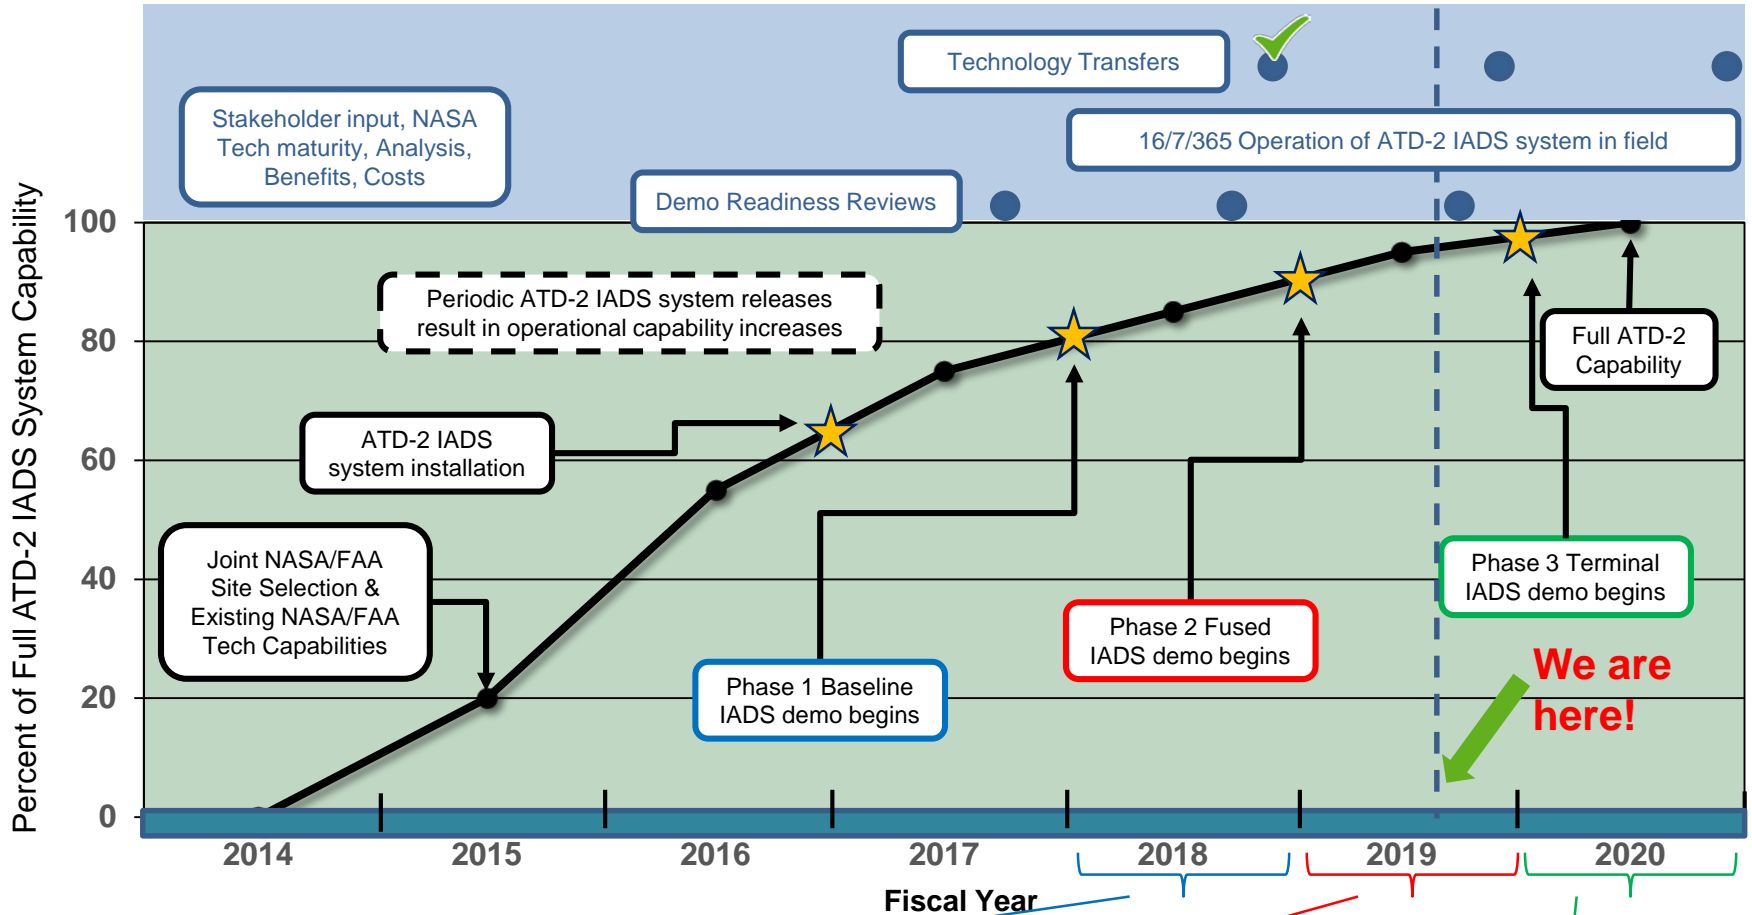 Technology Transfers
Stakeholder input, NASA
Tech maturity, Analysis,
Benefits, Costs
16/7/365 Operation of ATD-2 IADS system in field
Demo Readiness Reviews
Percent of Full ATD-2 IADS System Capability
100
80
60
40
20
0
Periodic ATD-2 IADS system releases
result in operational capability increases
Full ATD-2
Capability
ATD-2 IADS
system installation
Joint NASA/FAA
Site Selection &
Existing NASA/FAA
Tech Capabilities
Phase 3 Terminal
IADS demo begins
Phase 2 Fused
IADS demo begins
Phase 1 Baseline
IADS demo begins
We are
here!
2014
2015
2016
2017
2018
2019
2020
Fiscal Year